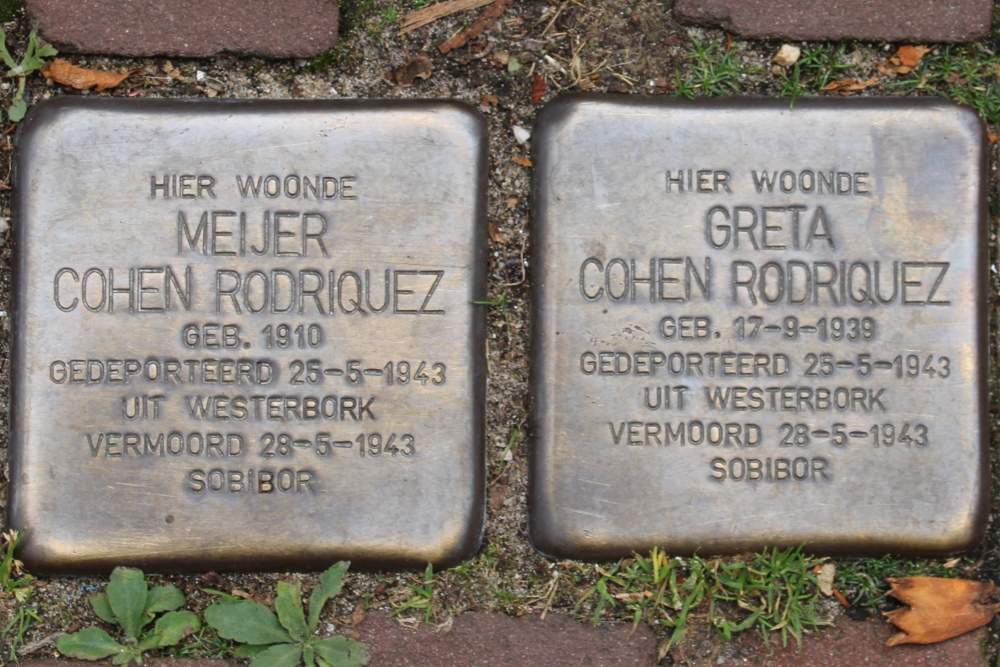 HIER WOONDE
MEIJER
COHEN RODRIQUEZ
GEB. 1910
GEDEPORTEERD 25-5-1943
UIT WESTERBORK
VERMOORD 28-5-1943
SOBIBOR
HIER WOONDE
GRETA
COHEN RODRIQUEZ
GEB. 17-9-1939
GEDEPORTEERD 25-5-1943
UIT WESTERBORK
VERMOORD 28-5-1943
SOBIBOR